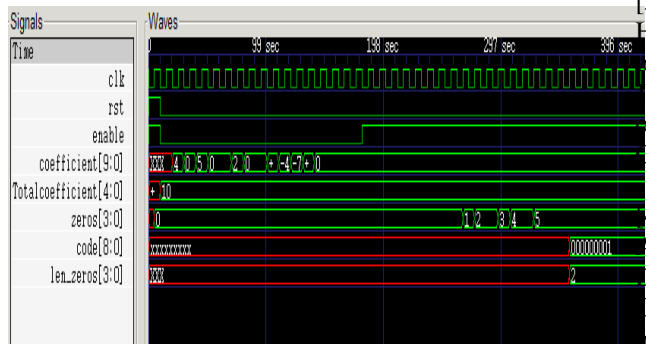 Signals Waves
Time 99 sec 198 sec 297 sec 396 sec
clk
rst
enable
coefficient[9:0] XXX 4 0 5 0 2 0 + -4 -7 + 0
Totalcoefficient[4:0] + 10
zeros[3:0] 0 1 2 3 4 5
code[8:0] xxxxxxxxx 000000001
len_zeros[3:0] XXX 2